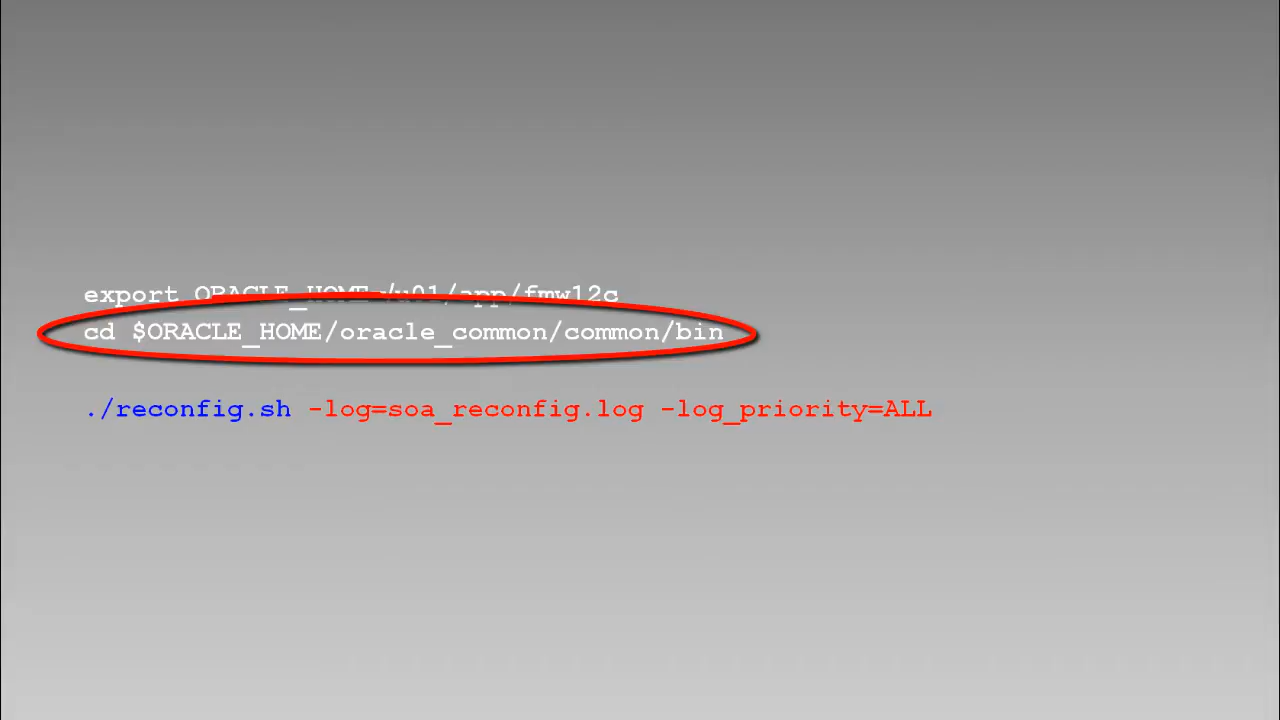 export ORACLE_HOME=/u01/app/fmw12c
cd $ORACLE_HOME/oracle_common/common/bin
./reconfig.sh -log=soa_reconfig.log -log_priority=ALL